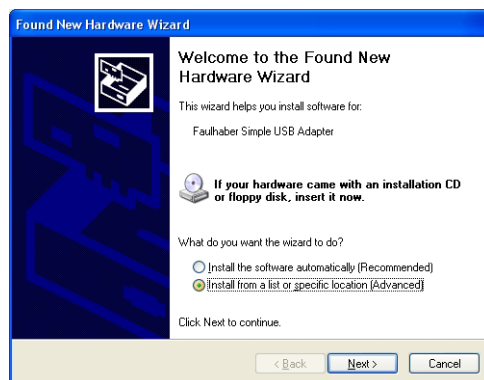 Found New Hardware Wizard
Welcome to the Found New
Hardware Wizard
This wizard helps you install software for:
Faulhaber Simple USB Adapter
If your hardware came with an installation CD
or floppy disk, insert it now.
What do you want the wizard to do?
Install the software automatically (Recommended)
Install from a list or specific location (Advanced)
Click Next to continue.
< Back
Next >
Cancel